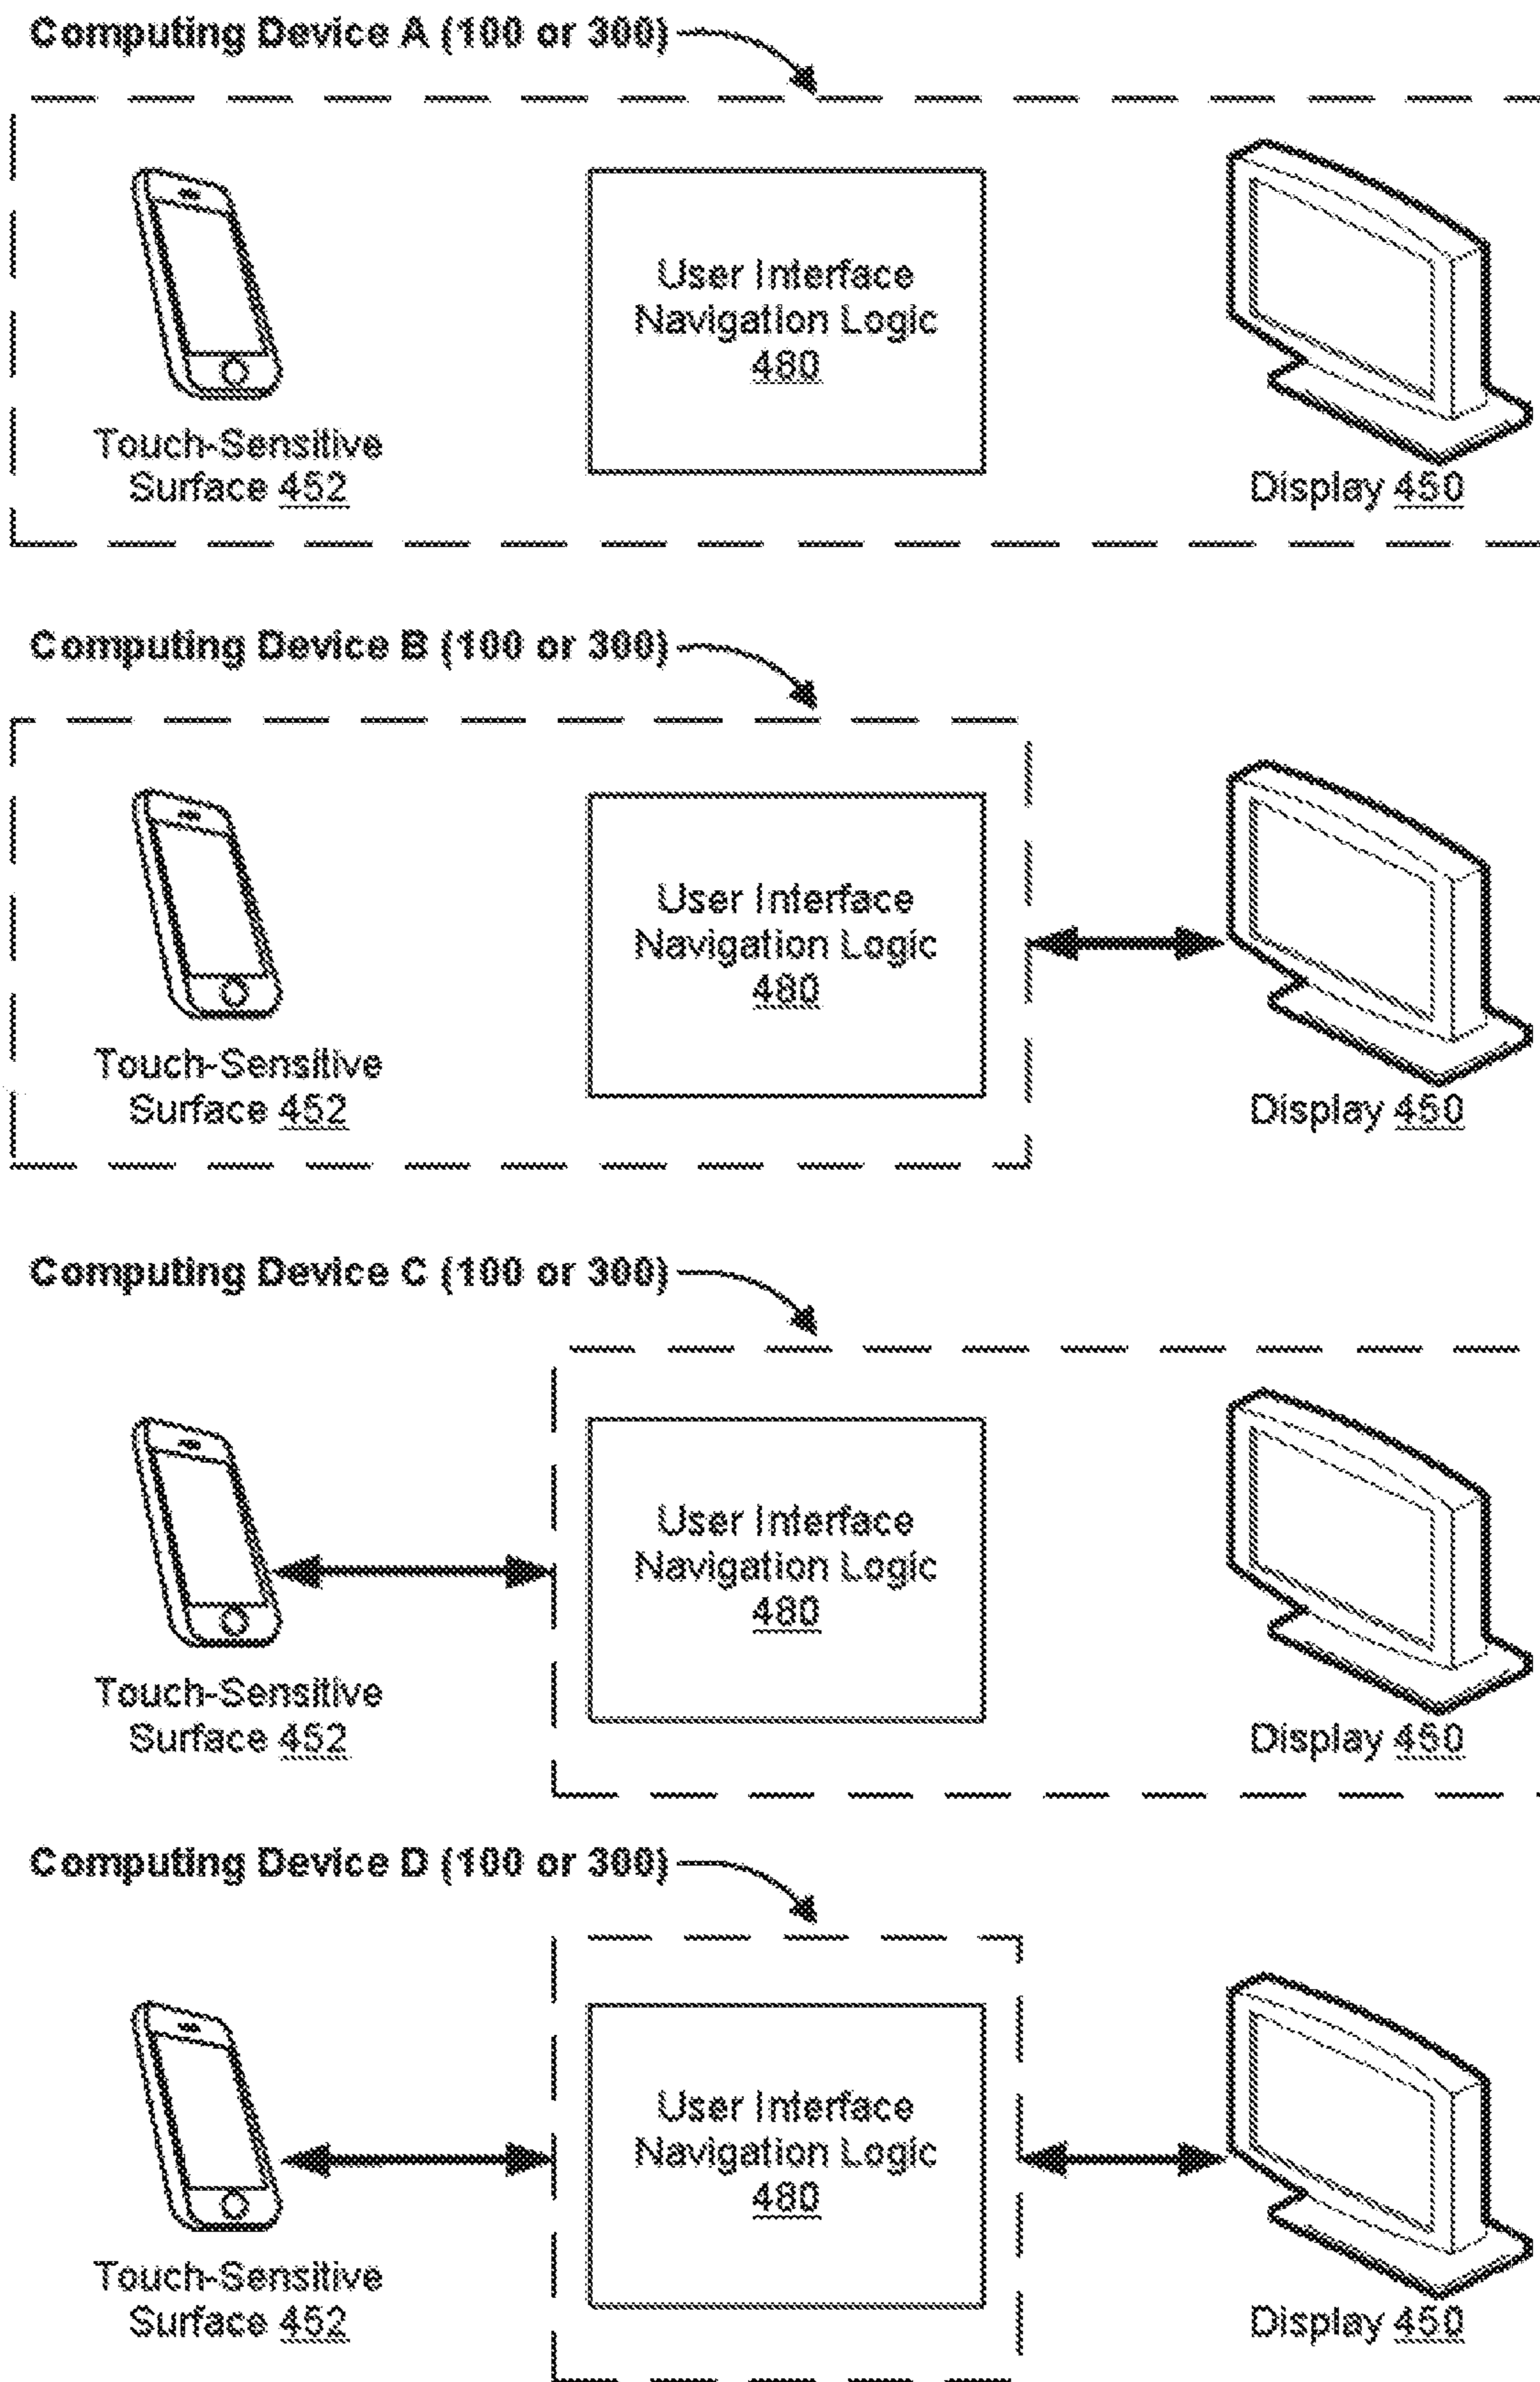 Computing Device A (100 or 300)
User Interface
Navigation Logic
480
Touch-Sensitive
Surface 452
Display 450
Computing Device B (100 or 300)
User Interface
Navigation Logic
480
Touch-Sensitive
Surface 452
Display 450
Computing Device C (100 or 300)
User Interface
Navigation Logic
480
Touch-Sensitive
Surface 452
Display 450
Computing Device D (100 or 300)
User Interface
Navigation Logic
480
Touch-Sensitive
Surface 452
Display 450